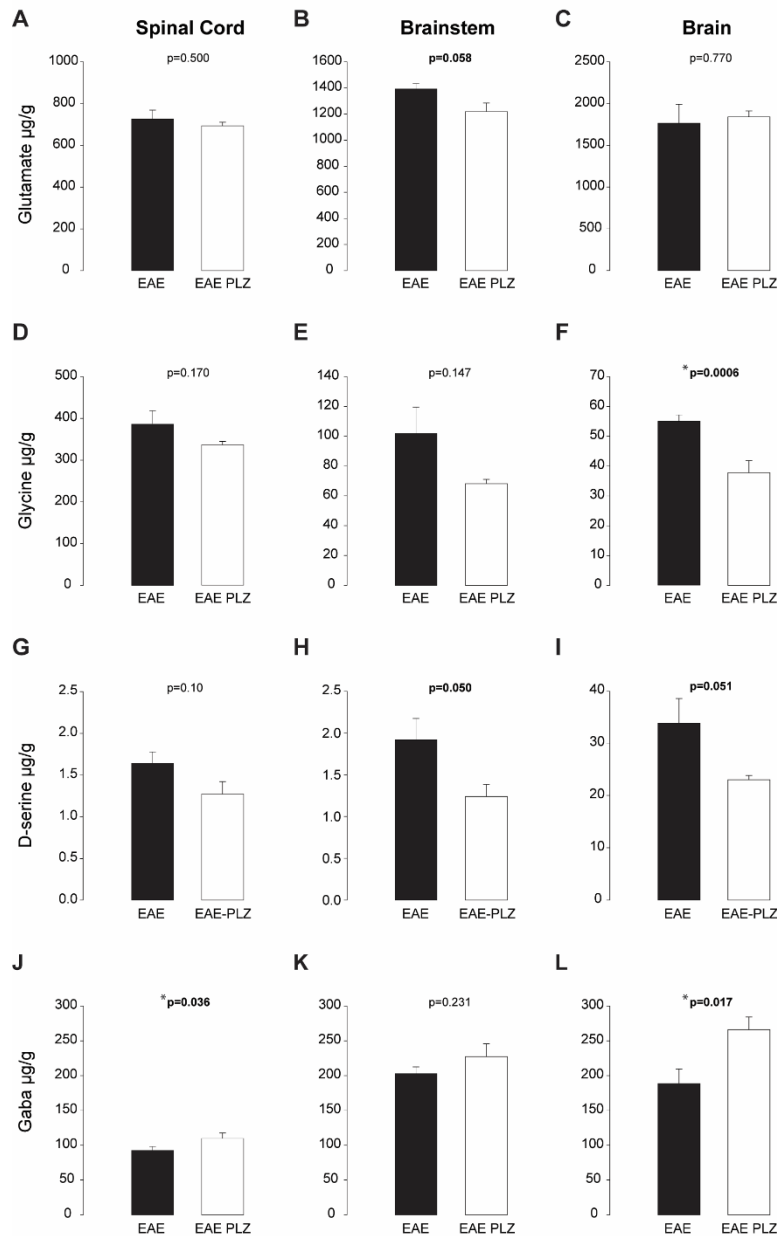 A Spinal Cord B Brainstem C Brain
p=0.500 p=0.058 p=0.770
Glutamate µg/g
1000 800 600 400 200 0
EAE EAE PLZ
1600 1400 1200 1000 800 600 400 200 0
EAE EAE PLZ
2500 2000 1500 1000 500 0
EAE EAE PLZ
D E F
p=0.170 p=0.147 *p=0.0006
Glycine µg/g
500 400 300 200 100 0
EAE EAE PLZ
140 120 100 80 60 40 20 0
EAE EAE PLZ
70 60 50 40 30 20 10 0
EAE EAE PLZ
G H I
p=0.10 p=0.050 p=0.051
D-serine µg/g
2.5 2.0 1.5 1.0 0.5 0.0
EAE EAE-PLZ
2.5 2.0 1.5 1.0 0.5 0.0
EAE EAE-PLZ
40 30 20 10 0
EAE EAE-PLZ
J K L
*p=0.036 p=0.231 *p=0.017
Gaba µg/g
300 250 200 150 100 50 0
EAE EAE PLZ
300 250 200 150 100 50 0
EAE EAE PLZ
300 250 200 150 100 50 0
EAE EAE PLZ